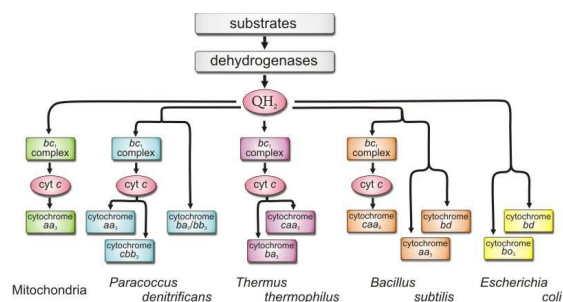 substrates
dehydrogenases
QH₂
bc₁
complex
bc₁
complex
bc₁
complex
bc₁
complex
cyt c
cyt c
cyt c
cyt c
cytochrome
aa₃
cytochrome
aa₃
cytochrome
ba₃/bb₃
cytochrome
caa₃
cytochrome
caa₃
cytochrome
bd
cytochrome
bd
cytochrome
cbb₃
cytochrome
ba₃
cytochrome
aa₃
cytochrome
bo₃
Mitochondria
Paracoccus
denitrificans
Thermus
thermophilus
Bacillus
subtilis
Escherichia
coli